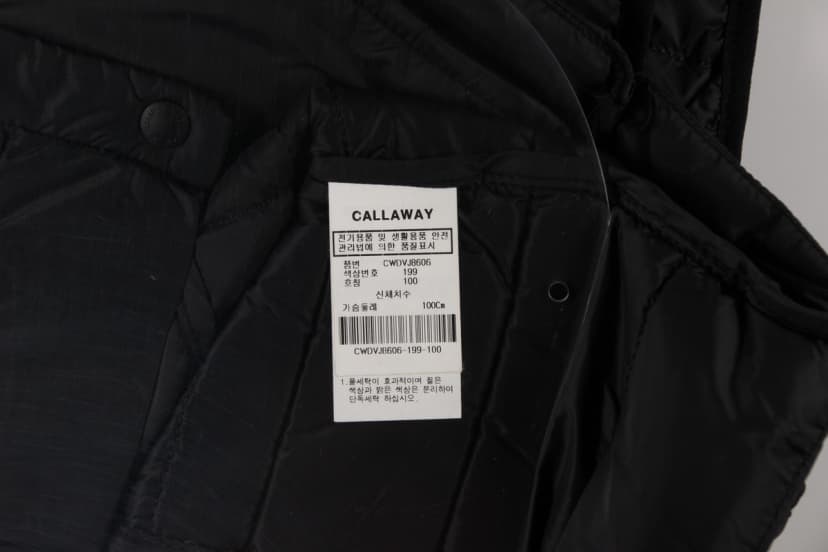 CALLAWAY
전기용품 및 생활용품 안전
관리법에 의한 품질표시
품번 CWDVJ8606
색상번호 199
호칭 100
신체치수
가슴둘레 100Cm
CWDVJ8606-199-100
1.물세탁이 효과적이며 짙은
색상과 밝은 색상은 분리하여
단독세탁 하십시오.